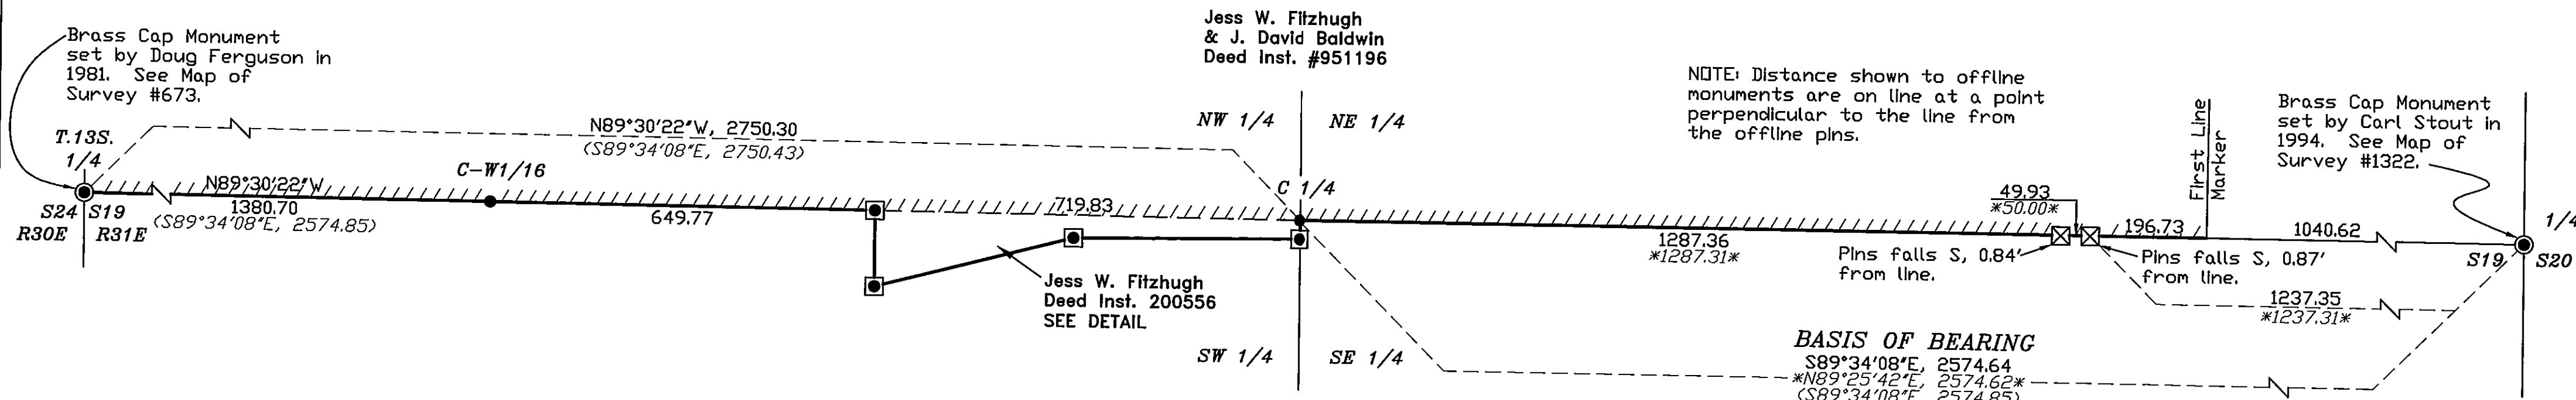 Brass Cap Monument
set by Doug Ferguson in
1981. See Map of
Survey #673.
Jess W. Fitzhugh
& J. David Baldwin
Deed Inst. #951196
NOTE: Distance shown to offline
monuments are on line at a point
perpendicular to the line from
the offline pins.
First Line
Marker
Brass Cap Monument
set by Carl Stout in
1994. See Map of
Survey #1322.
T.13S.
1/4
N89°30'22"W, 2750.30
(S89°34'08"E, 2750.43)
NW 1/4
NE 1/4
C-W1/16
C 1/4
N89°30'22"W
1380.70
(S89°34'08"E, 2574.85)
S24
S19
R30E
R31E
649.77
719.83
49.93
*50.00*
196.73
1040.62
1/4
1287.36
*1287.31*
Pins falls S, 0.84'
from line.
Pins falls S, 0.87'
from line.
S19
S20
1237.35
*1237.31*
Jess W. Fitzhugh
Deed Inst. 200556
SEE DETAIL
SW 1/4
SE 1/4
BASIS OF BEARING
S89°34'08"E, 2574.64
*N89°25'42"E, 2574.62*
(S89°34'08"E, 2574.85)